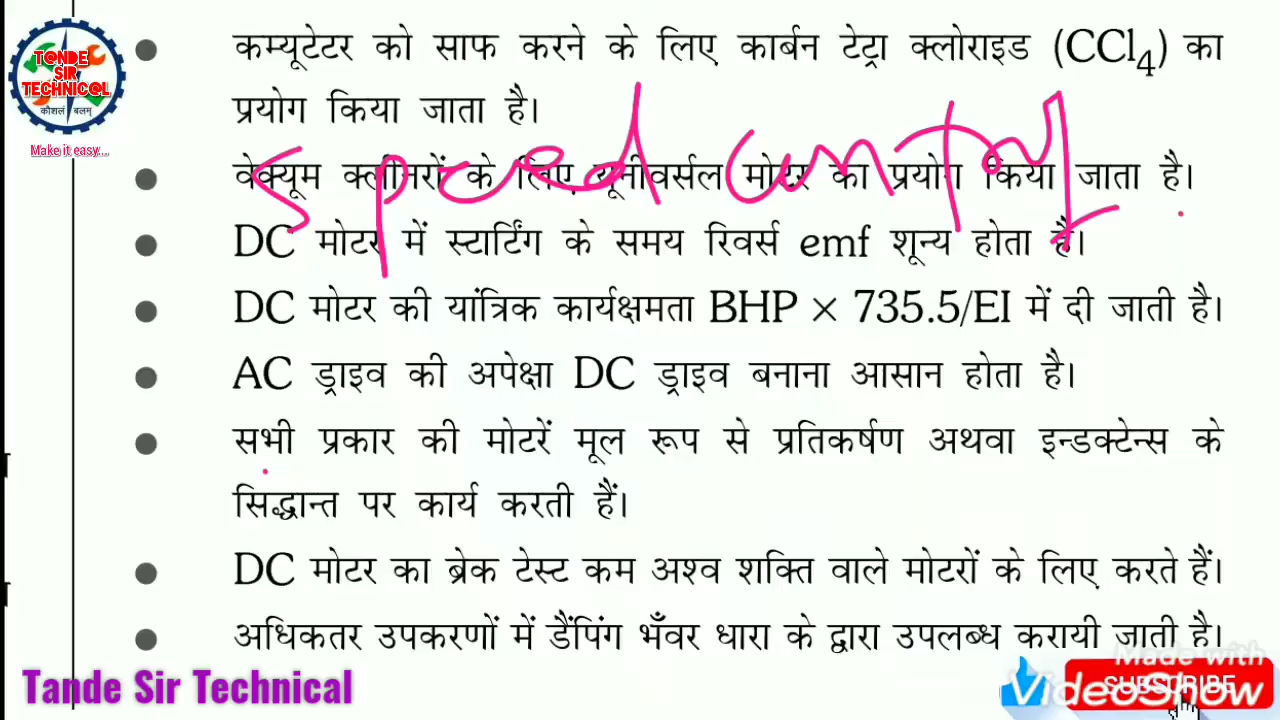 TANDE
SIR
TECHNICAL
कौशलं बलम्
Make it easy...
कम्यूटेटर को साफ करने के लिए कार्बन टेट्रा क्लोराइड (CCl4) का
प्रयोग किया जाता है।
वेक्यूम क्लीनरों के लिए यूनीवर्सल मोटर का प्रयोग किया जाता है।
speed control
DC मोटर में स्टार्टिंग के समय रिवर्स emf शून्य होता है।
DC मोटर की यांत्रिक कार्यक्षमता BHP × 735.5/EI में दी जाती है।
AC ड्राइव की अपेक्षा DC ड्राइव बनाना आसान होता है।
सभी प्रकार की मोटरें मूल रूप से प्रतिकर्षण अथवा इन्डक्टेन्स के
सिद्धान्त पर कार्य करती हैं।
DC मोटर का ब्रेक टेस्ट कम अश्व शक्ति वाले मोटरों के लिए करते हैं।
अधिकतर उपकरणों में डैंपिंग भँवर धारा के द्वारा उपलब्ध करायी जाती है।
Tande Sir Technical
Made with
VideoShow
SUBSCRIBE